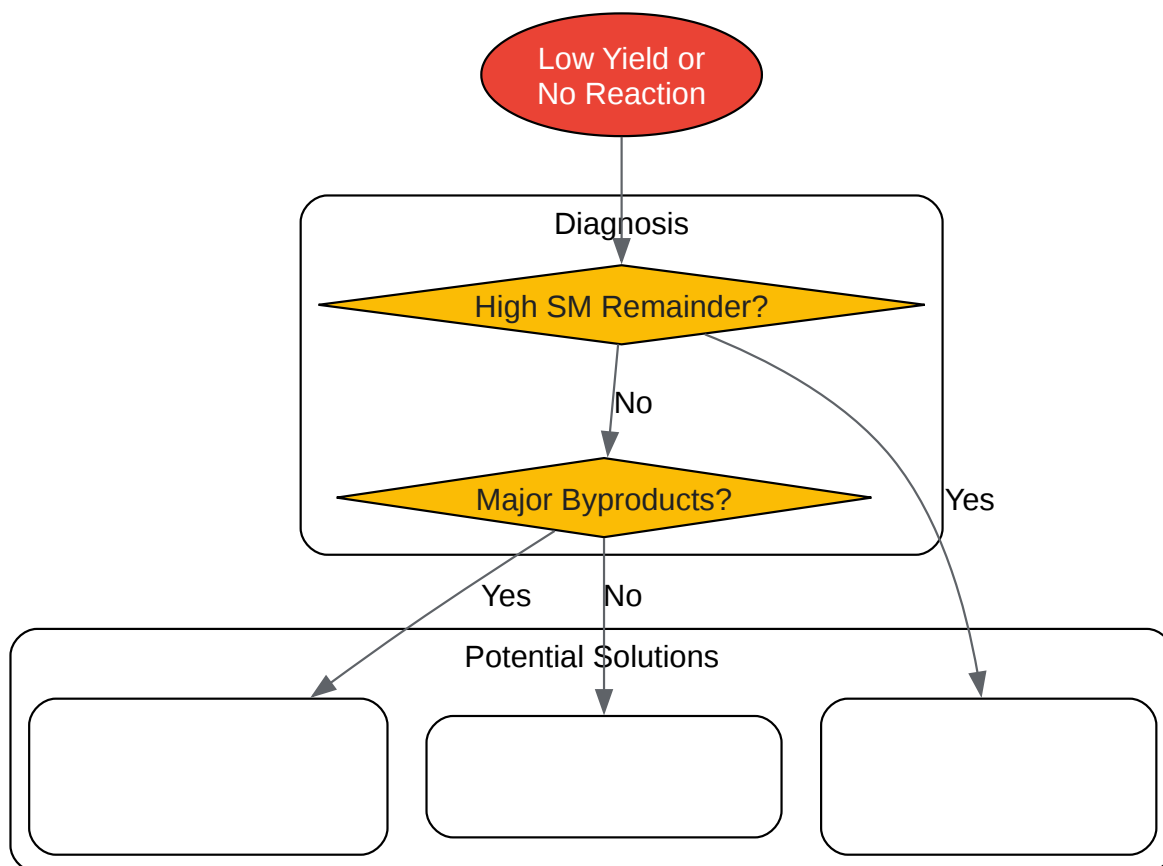 Low Yield or
No Reaction
Diagnosis
High SM Remainder?
No
Major Byproducts?
Yes
Yes
No
Potential Solutions